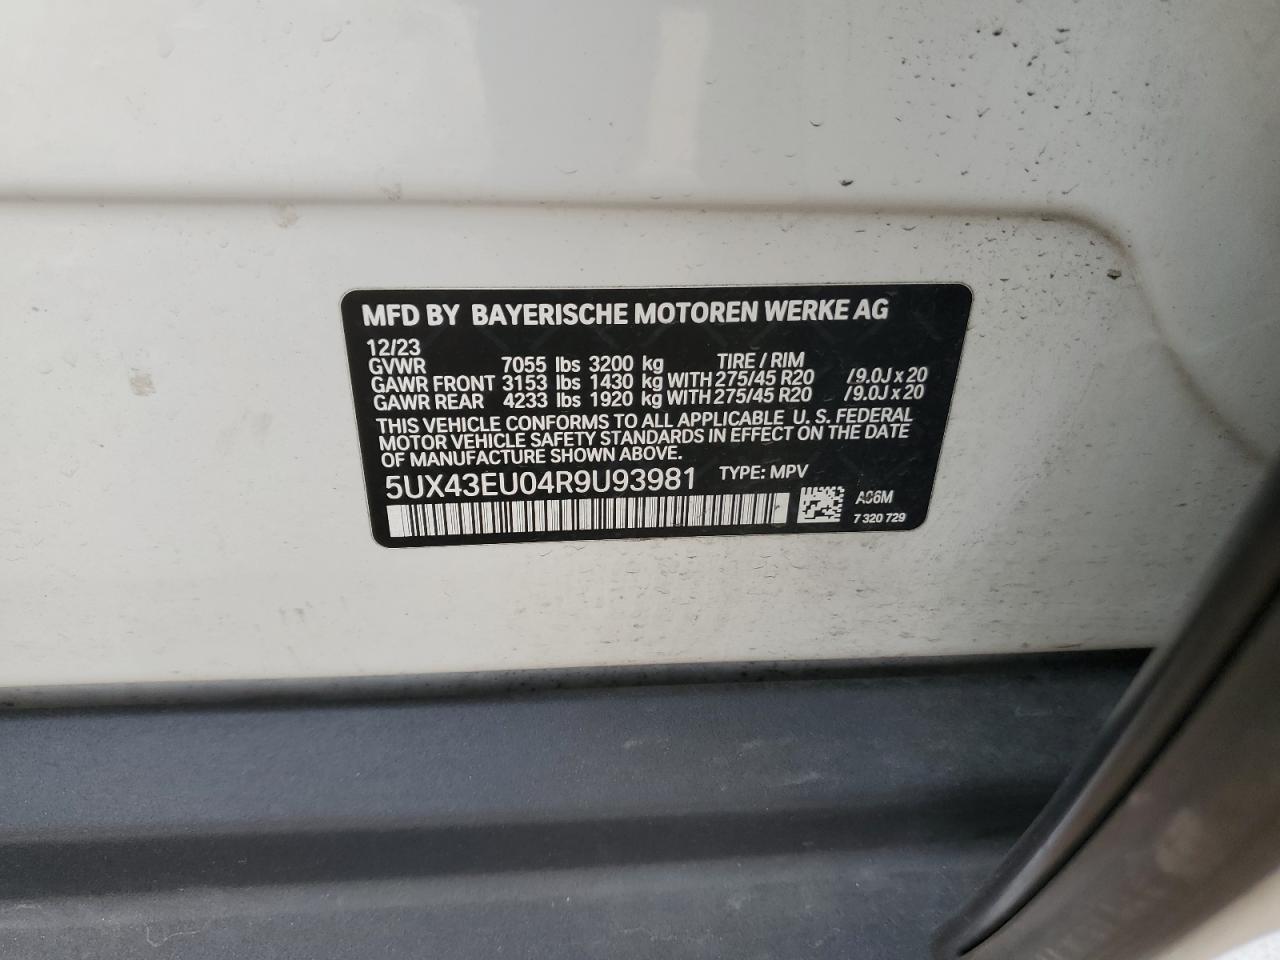 MFD BY BAYERISCHE MOTOREN WERKE AG
12/23
GVWR 7055 lbs 3200 kg TIRE / RIM
GAWR FRONT 3153 lbs 1430 kg WITH 275/45 R20 /9.0J x 20
GAWR REAR 4233 lbs 1920 kg WITH 275/45 R20 /9.0J x 20
THIS VEHICLE CONFORMS TO ALL APPLICABLE U. S. FEDERAL
MOTOR VEHICLE SAFETY STANDARDS IN EFFECT ON THE DATE
OF MANUFACTURE SHOWN ABOVE.
5UX43EU04R9U93981 TYPE: MPV
7 320 729